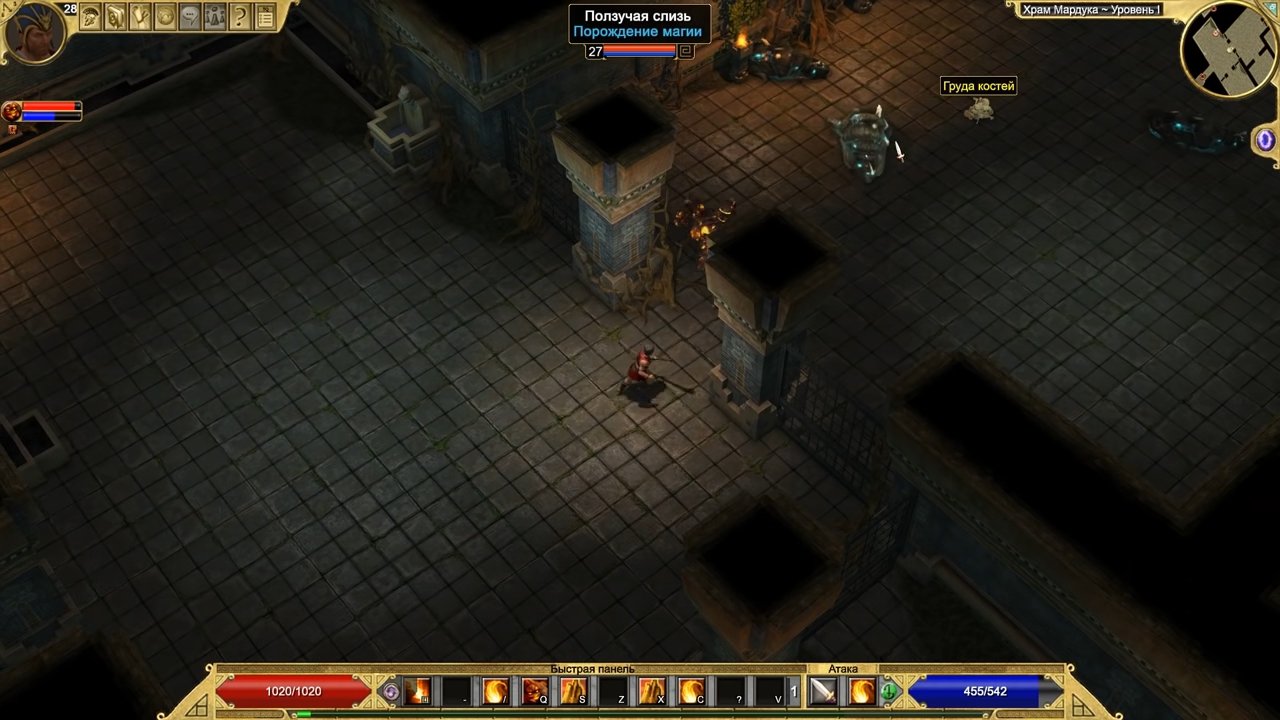 28
Ползучая слизь
Порождение магии
27
Храм Мардука ~ Уровень 1
Груда костей
Быстрая панель
Атака
1020/1020
- Q S Z X C ? V 1
455/542